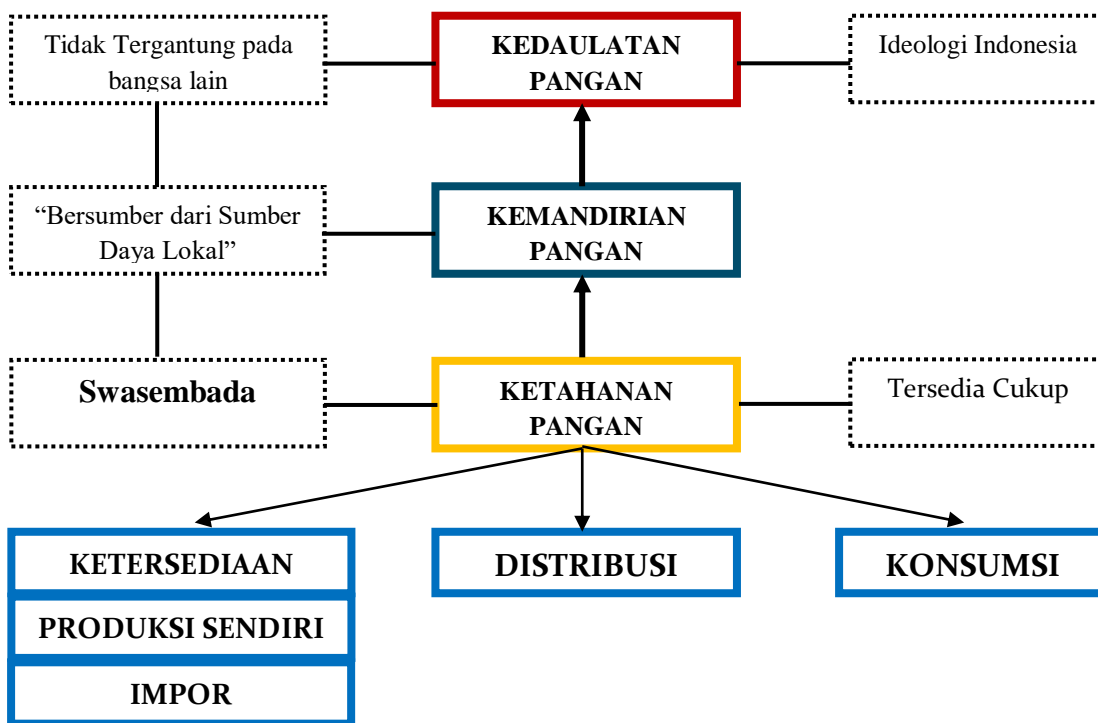 Tidak Tergantung pada
bangsa lain
KEDAULATAN
PANGAN
Ideologi Indonesia
“Bersumber dari Sumber
Daya Lokal”
KEMANDIRIAN
PANGAN
Swasembada
KETAHANAN
PANGAN
Tersedia Cukup
KETERSEDIAAN
DISTRIBUSI
KONSUMSI
PRODUKSI SENDIRI
IMPOR